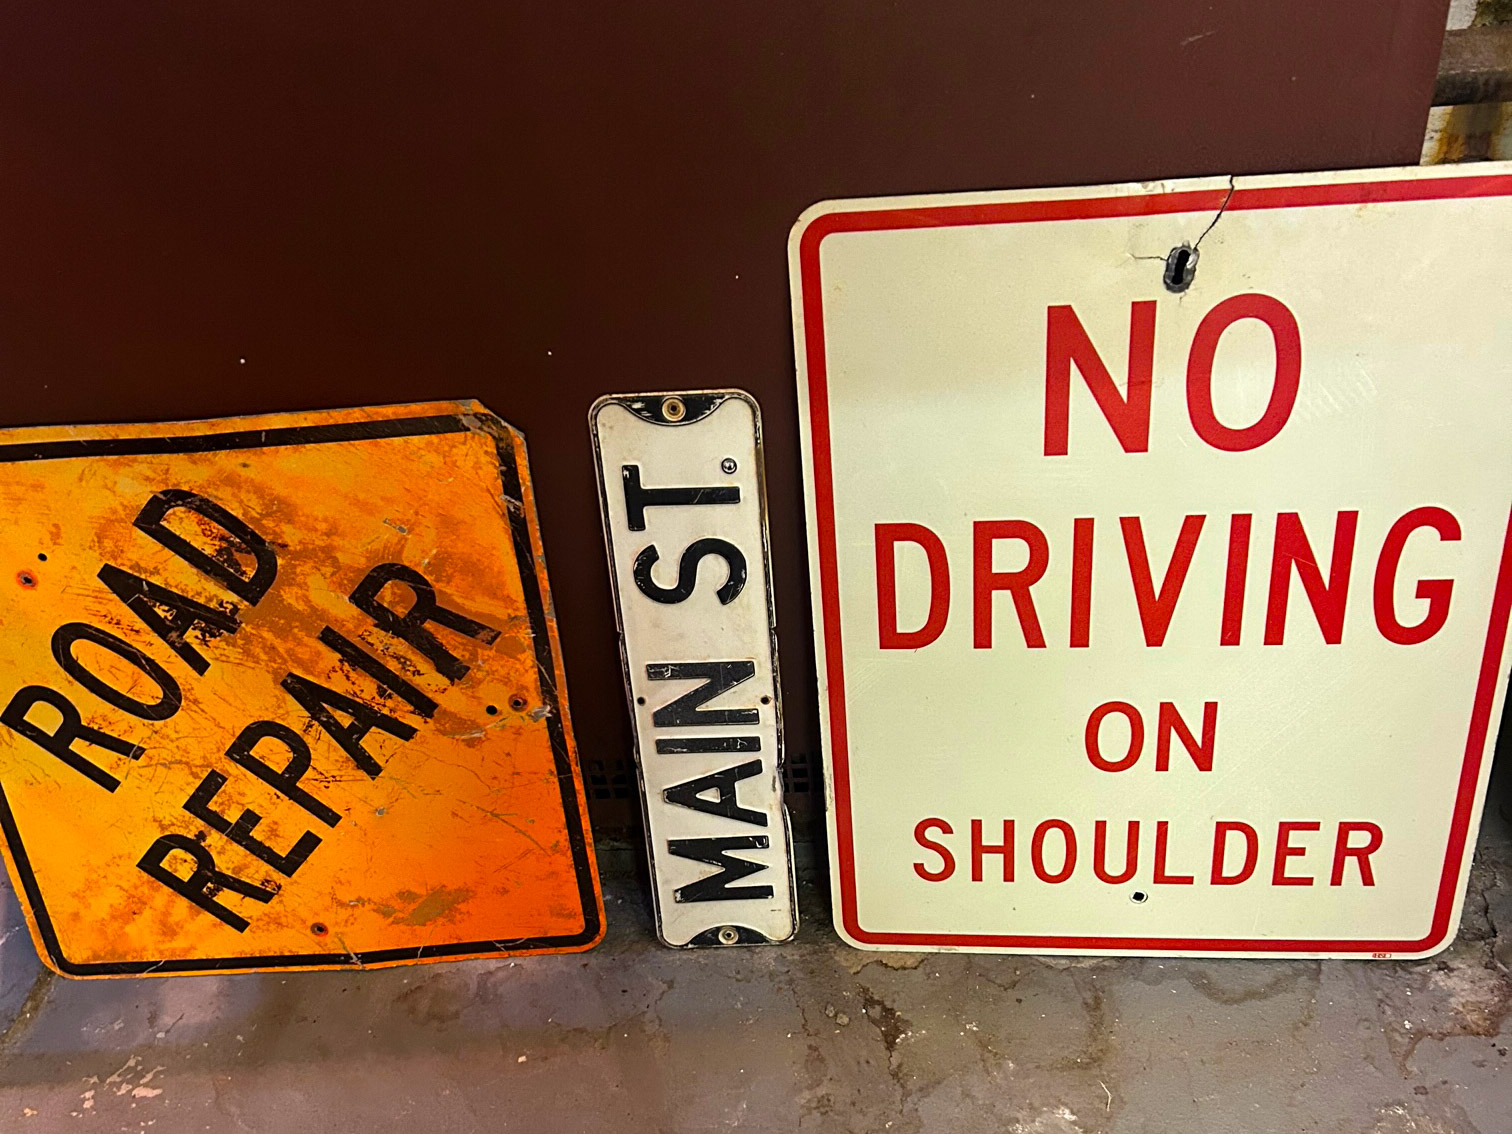 ROAD
REPAIR
MAIN ST.
NO
DRIVING
ON
SHOULDER